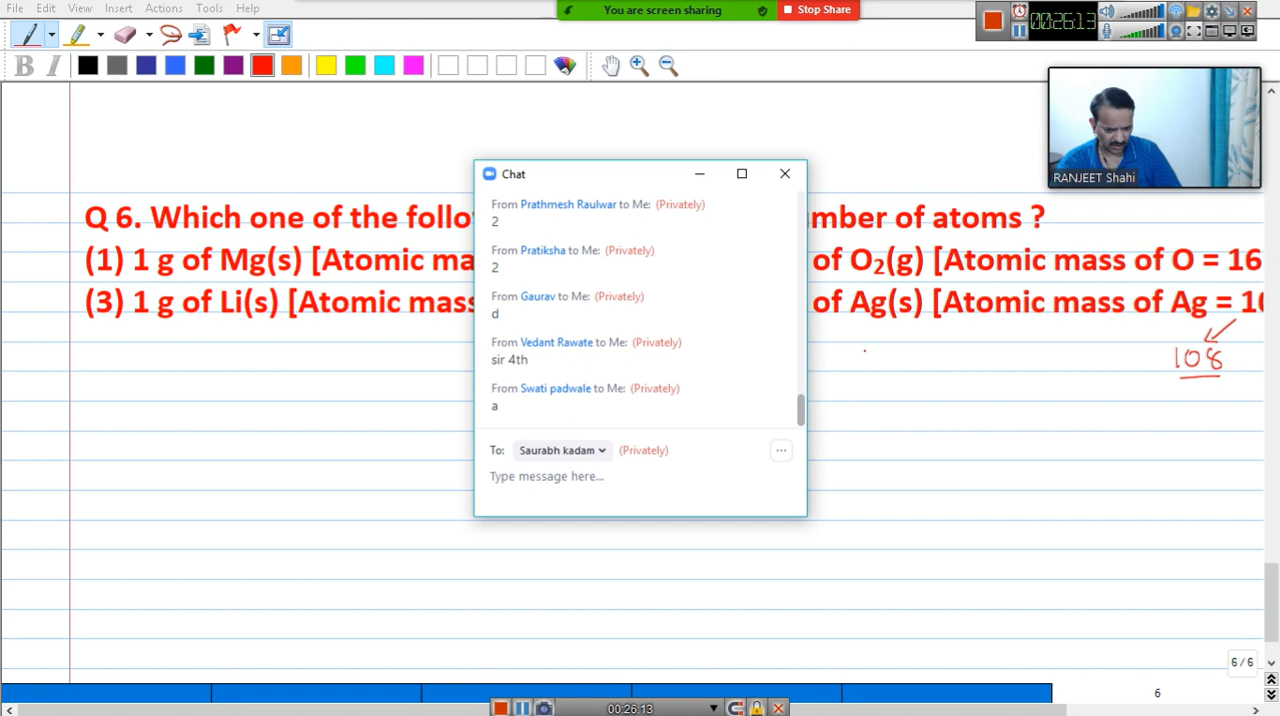 File Edit View Insert Actions Tools Help
You are screen sharing Stop Share
00:26:13
B I
RANJEET Shahi
Chat
From Prathmesh Raulwar to Me: (Privately)
2
From Pratiksha to Me: (Privately)
2
From Gaurav to Me: (Privately)
d
From Vedant Rawate to Me: (Privately)
sir 4th
From Swati padwale to Me: (Privately)
a
To: Saurabh kadam (Privately)
Type message here...
Q 6. Which one of the follo umber of atoms ?
(1) 1 g of Mg(s) [Atomic ma of O₂(g) [Atomic mass of O = 16
(3) 1 g of Li(s) [Atomic mass of Ag(s) [Atomic mass of Ag = 10
108
6 / 6
6
00:26:13